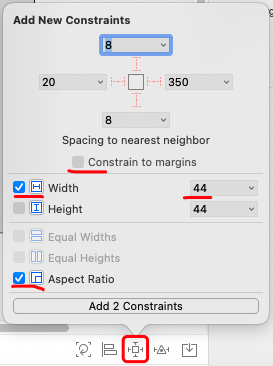 Add New Constraints
8
20 350
8
Spacing to nearest neighbor
Constrain to margins
Width 44
Height 44
Equal Widths
Equal Heights
Aspect Ratio
Add 2 Constraints